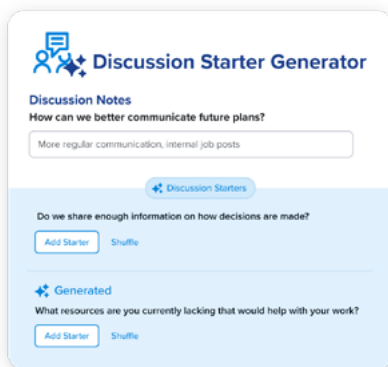 Discussion Starter Generator
Discussion Notes
How can we better communicate future plans?
More regular communication, internal job posts
Discussion Starters
Do we share enough information on how decisions are made?
Add Starter Shuffle
Generated
What resources are you currently lacking that would help with your work?
Add Starter Shuffle